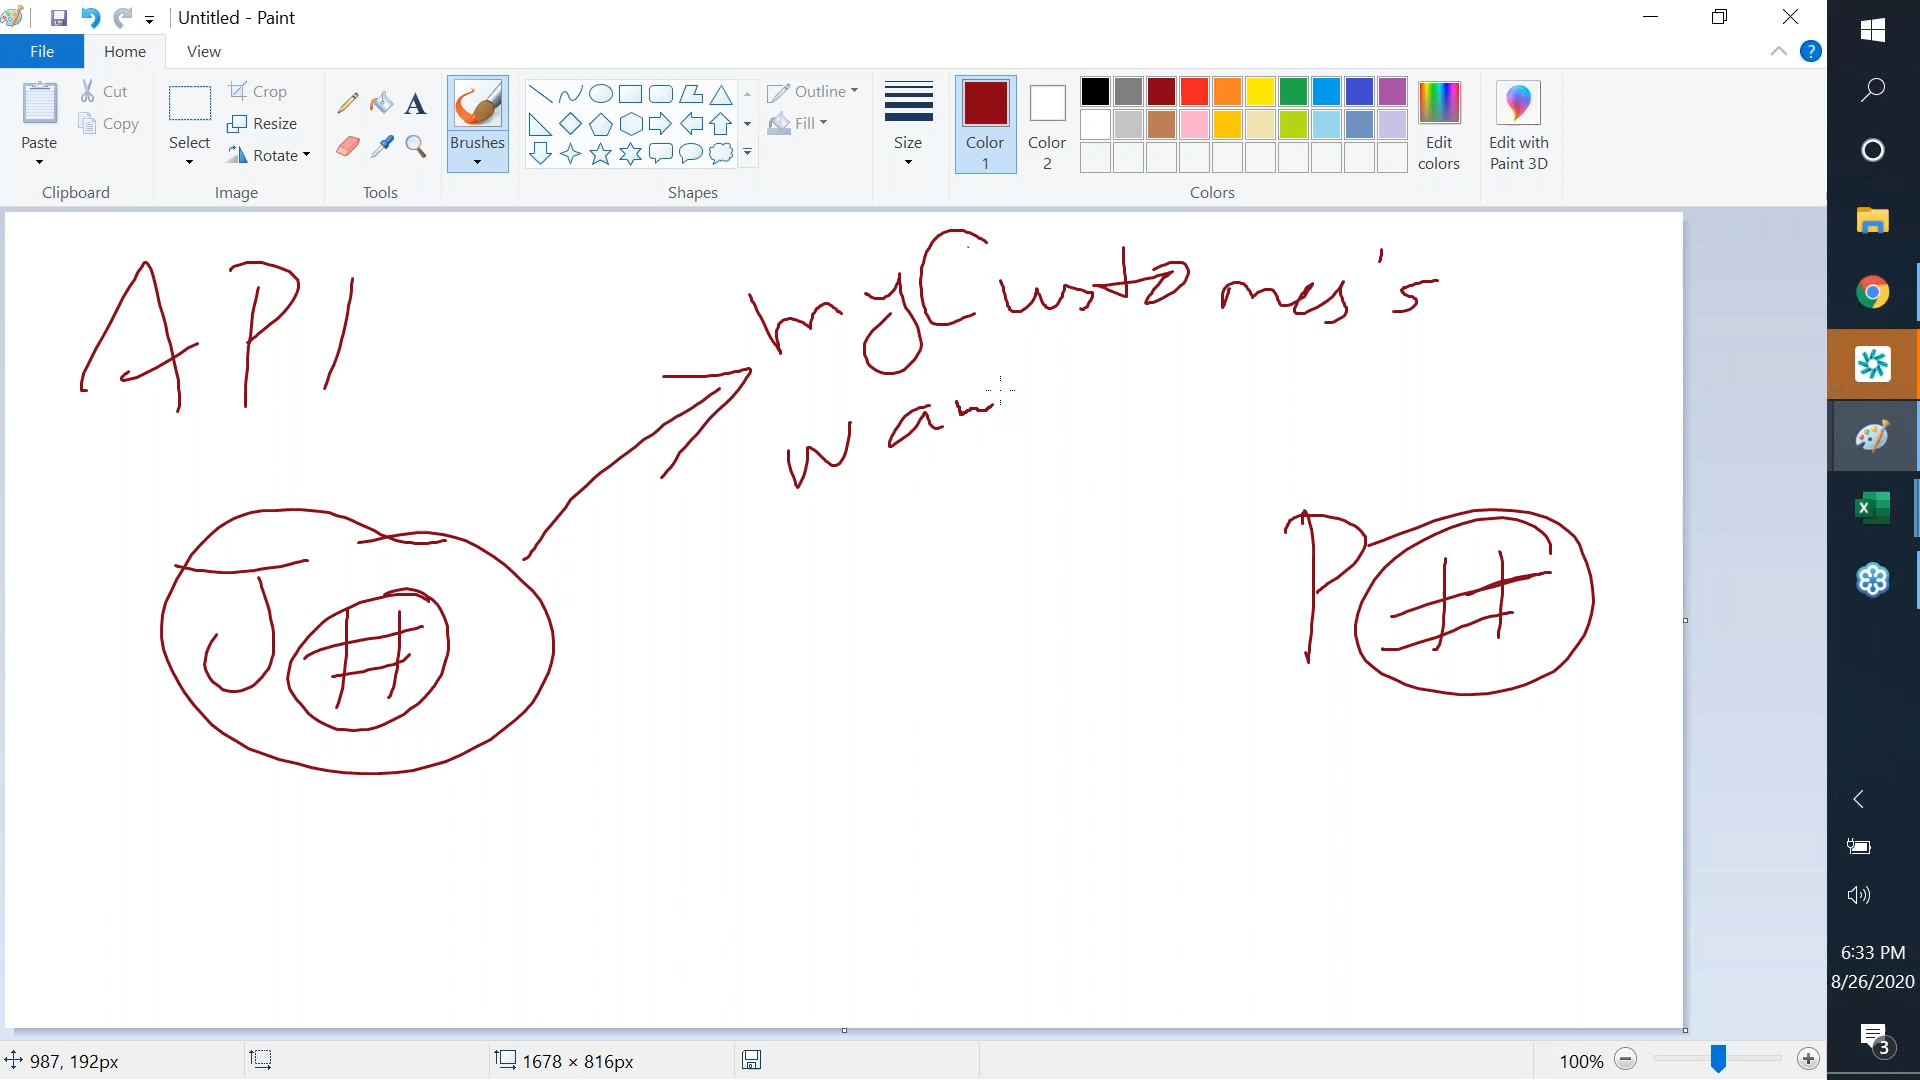 Untitled - Paint
File Home View
Paste
Cut
Copy
Clipboard
Select
Crop
Resize
Rotate
Image
Tools
Brushes
Shapes
Outline
Fill
Size
Color 1
Color 2
Edit colors
Colors
Edit with Paint 3D
API
myCustomer's
wan
J #
P #
987, 192px
1678 × 816px
100%
6:33 PM
8/26/2020
3